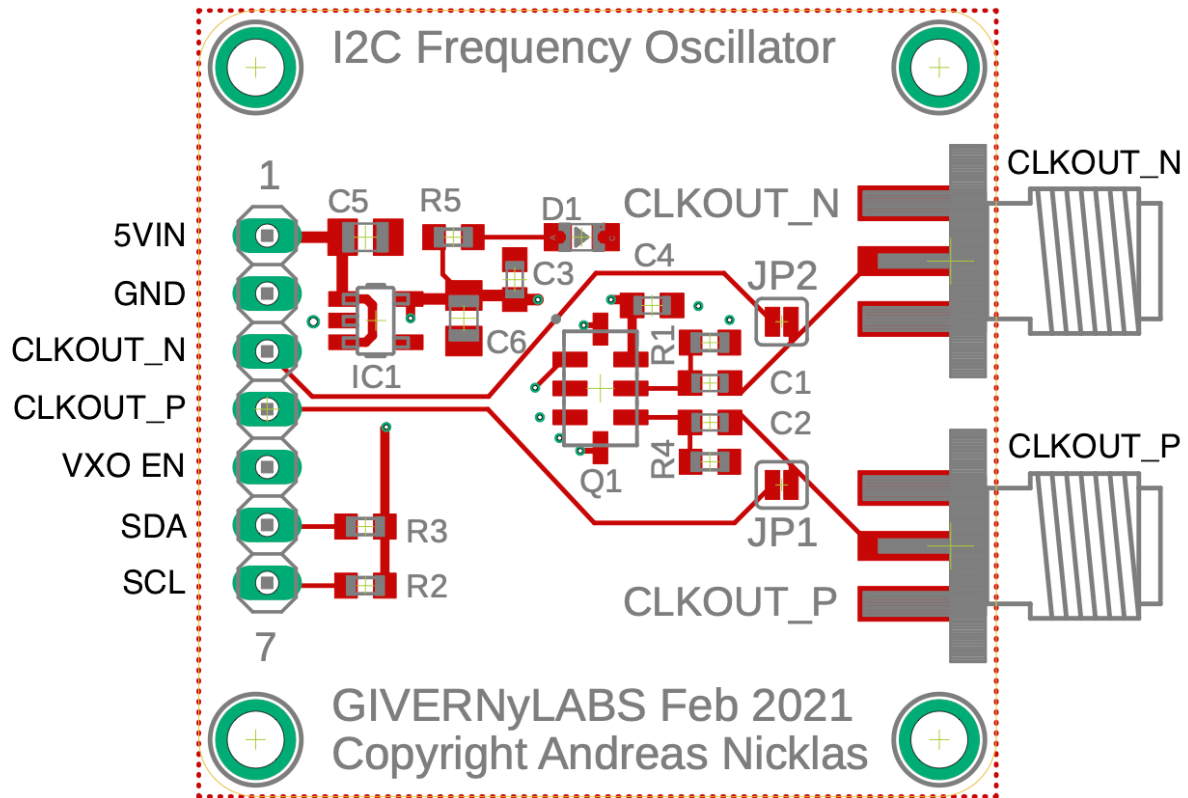 I2C Frequency Oscillator
CLKOUT_N
1
C5
R5
D1
CLKOUT_N
5VIN
C4
GND
C3
JP2
CLKOUT_N
IC1
C6
R1
C1
CLKOUT_P
C2
CLKOUT_P
VXO EN
R4
Q1
SDA
R3
JP1
SCL
R2
CLKOUT_P
7
GIVERNyLABS Feb 2021
Copyright Andreas Nicklas